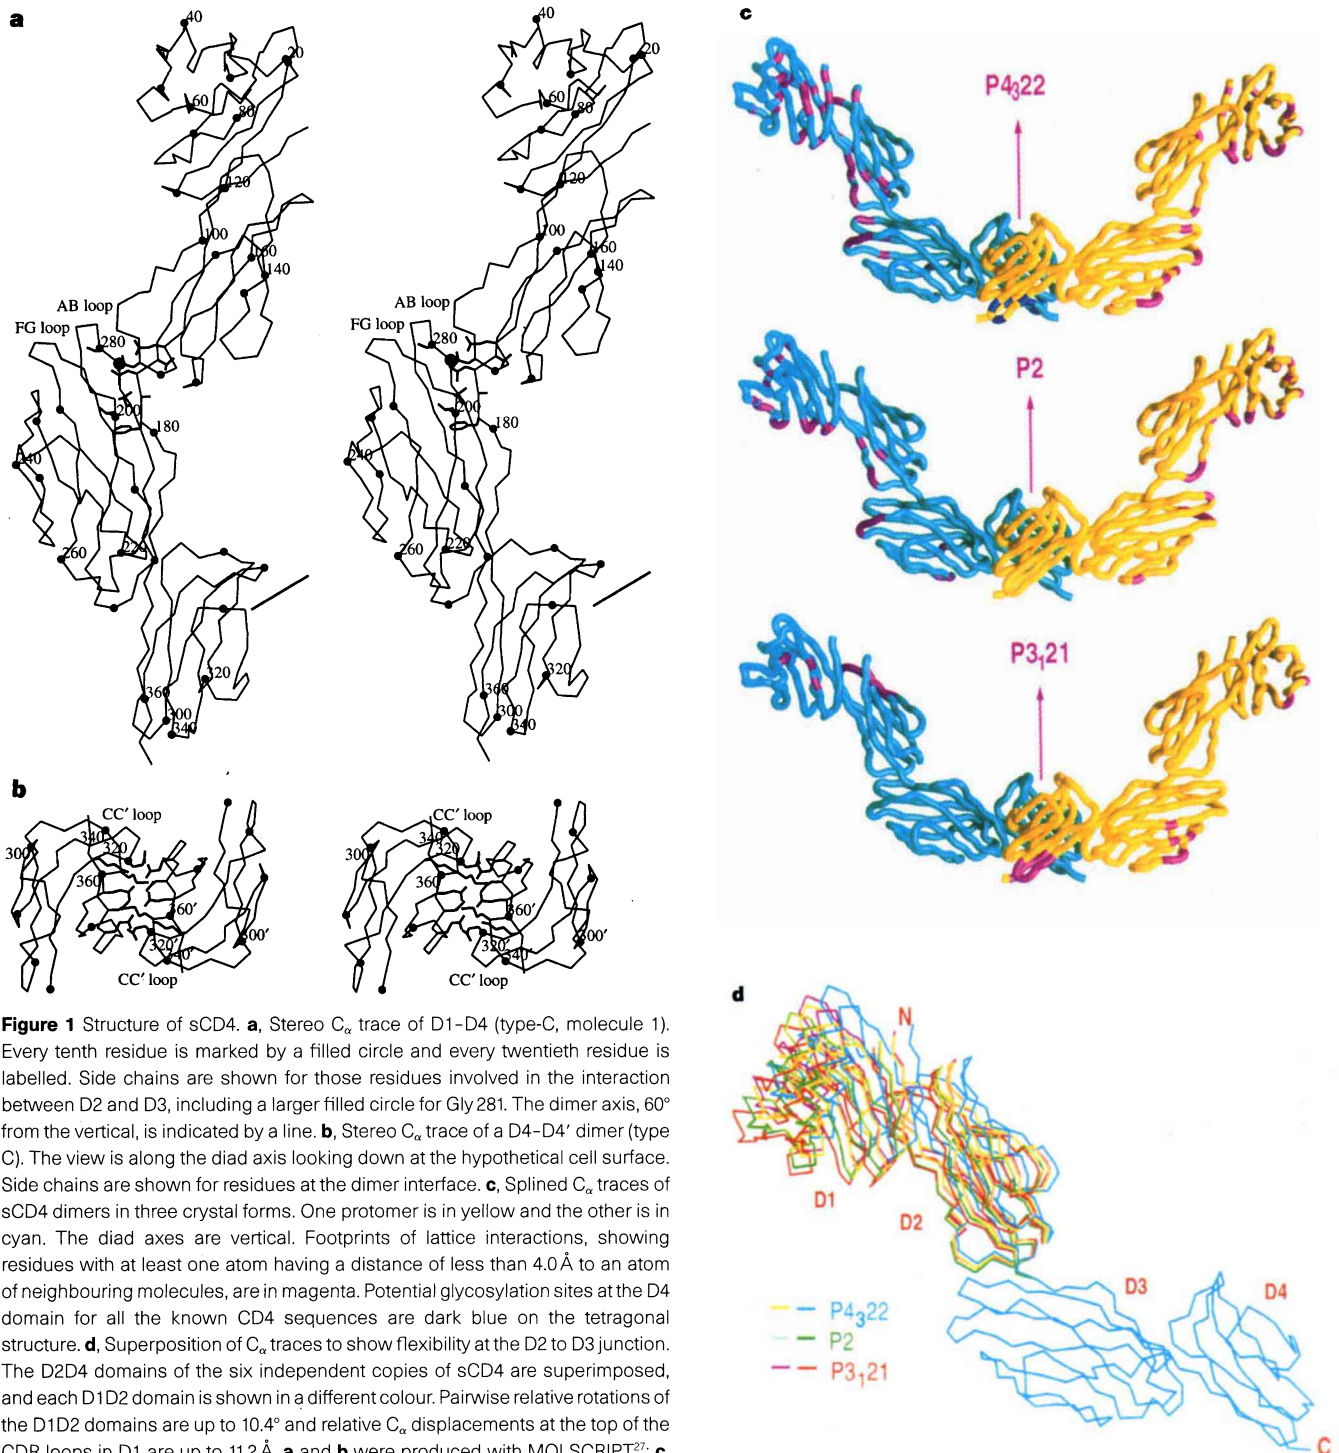 a
40
20
60
80
120
100
160
140
AB loop
FG loop
280
200
180
240
260
220
320
360
300
340
40
20
60
80
120
100
160
140
AB loop
FG loop
280
200
180
240
260
220
320
360
300
340
b
CC′ loop
340
320
300
360
360′
320′
340′
300′
CC′ loop
CC′ loop
340
320
300
360
360′
320′
340′
300′
CC′ loop
c
P4₃22
P2
P3₁21
d
N
D1
D2
D3
D4
P4₃22
P2
P3₁21
C
Figure 1 Structure of sCD4. a, Stereo Cα trace of D1–D4 (type-C, molecule 1).
Every tenth residue is marked by a filled circle and every twentieth residue is
labelled. Side chains are shown for those residues involved in the interaction
between D2 and D3, including a larger filled circle for Gly 281. The dimer axis, 60°
from the vertical, is indicated by a line. b, Stereo Cα trace of a D4–D4′ dimer (type
C). The view is along the diad axis looking down at the hypothetical cell surface.
Side chains are shown for residues at the dimer interface. c, Splined Cα traces of
sCD4 dimers in three crystal forms. One protomer is in yellow and the other is in
cyan. The diad axes are vertical. Footprints of lattice interactions, showing
residues with at least one atom having a distance of less than 4.0 Å to an atom
of neighbouring molecules, are in magenta. Potential glycosylation sites at the D4
domain for all the known CD4 sequences are dark blue on the tetragonal
structure. d, Superposition of Cα traces to show flexibility at the D2 to D3 junction.
The D2D4 domains of the six independent copies of sCD4 are superimposed,
and each D1D2 domain is shown in a different colour. Pairwise relative rotations of
the D1D2 domains are up to 10.4° and relative Cα displacements at the top of the
CDR loops in D1 are up to 11.2 Å. a and b were produced with MOLSCRIPT²⁷; c,